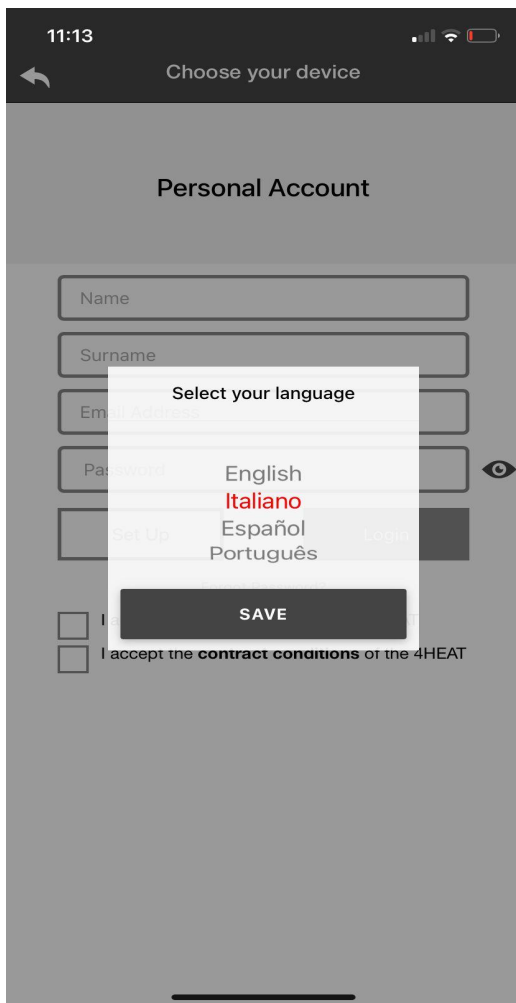 11:13
Choose your device
Personal Account
Name
Surname
Email Address
Password
Select your language
English
Italiano
Español
Português
Set Up
Login
SAVE
I accept the contract conditions of the 4HEAT